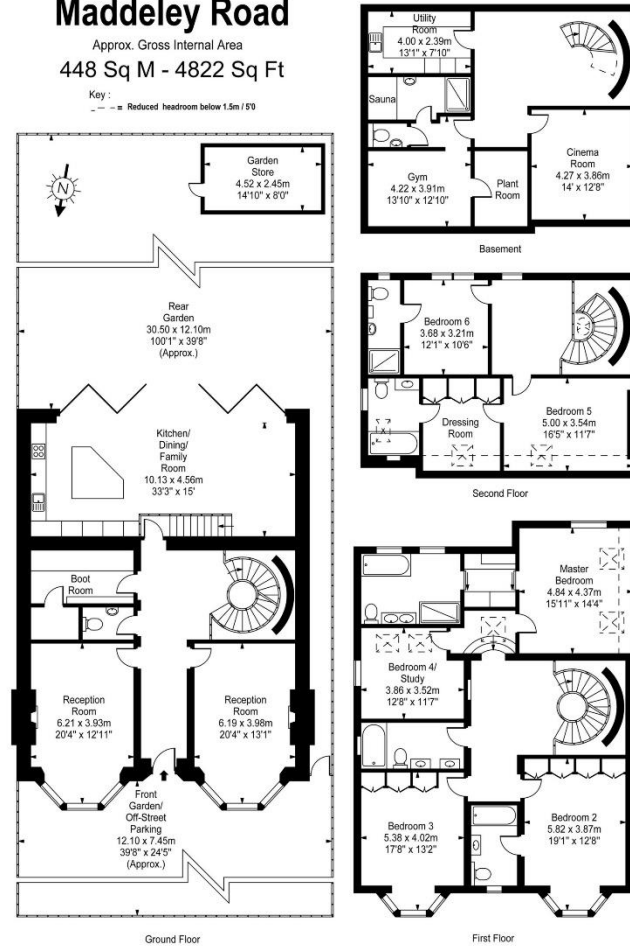 Maddeley Road
Approx. Gross Internal Area
448 Sq M - 4822 Sq Ft
Key :
= Reduced headroom below 1.5m / 5'0
N
Garden
Store
4.52 x 2.45m
14'10" x 8'0"
Rear
Garden
30.50 x 12.10m
100'1" x 39'8"
(Approx.)
Kitchen/
Dining/
Family
Room
10.13 x 4.56m
33'3" x 15'
Boot
Room
Reception
Room
6.21 x 3.93m
20'4" x 12'11"
Reception
Room
6.19 x 3.98m
20'4" x 13'1"
Front
Garden/
Off-Street
Parking
12.10 x 7.45m
39'8" x 24'5"
(Approx.)
Ground Floor
Utility
Room
4.00 x 2.39m
13'1" x 7'10"
Sauna
Gym
4.22 x 3.91m
13'10" x 12'10"
Plant
Room
Cinema
Room
4.27 x 3.86m
14' x 12'8"
Basement
Bedroom 6
3.68 x 3.21m
12'1" x 10'6"
Dressing
Room
Bedroom 5
5.00 x 3.54m
16'5" x 11'7"
Second Floor
Master
Bedroom
4.84 x 4.37m
15'11" x 14'4"
Bedroom 4/
Study
3.86 x 3.52m
12'8" x 11'7"
Bedroom 3
5.38 x 4.02m
17'8" x 13'2"
Bedroom 2
5.82 x 3.87m
19'1" x 12'8"
First Floor